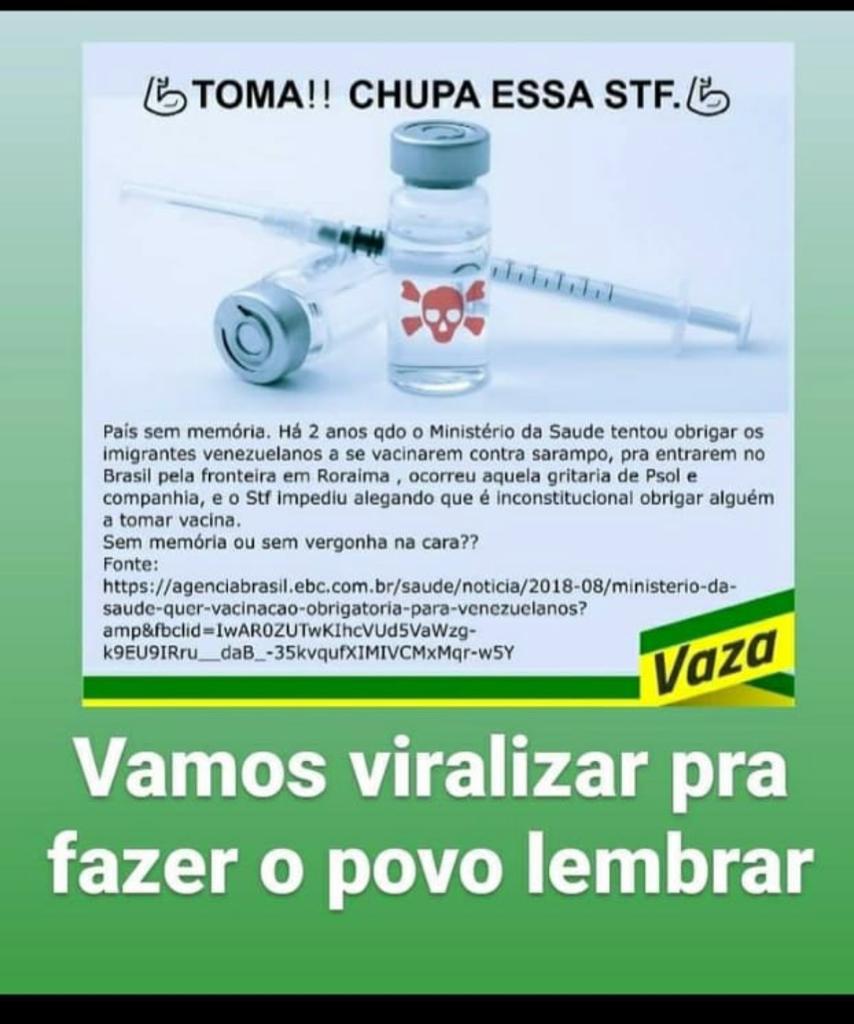 TOMA!! CHUPA ESSA STF.
País sem memória. Há 2 anos qdo o Ministério da Saude tentou obrigar os
imigrantes venezuelanos a se vacinarem contra sarampo, pra entrarem no
Brasil pela fronteira em Roraima , ocorreu aquela gritaria de Psol e
companhia, e o Stf impediu alegando que é inconstitucional obrigar alguém
a tomar vacina.
Sem memória ou sem vergonha na cara??
Fonte:
https://agenciabrasil.ebc.com.br/saude/noticia/2018-08/ministerio-da-
saude-quer-vacinacao-obrigatoria-para-venezuelanos?
amp&fbclid=IwAR0ZUTwKIhcVUd5VaWzg-
k9EU9IRru__daB_-35kvqufXIMIVCMxMqr-w5Y
Vaza
Vamos viralizar pra
fazer o povo lembrar